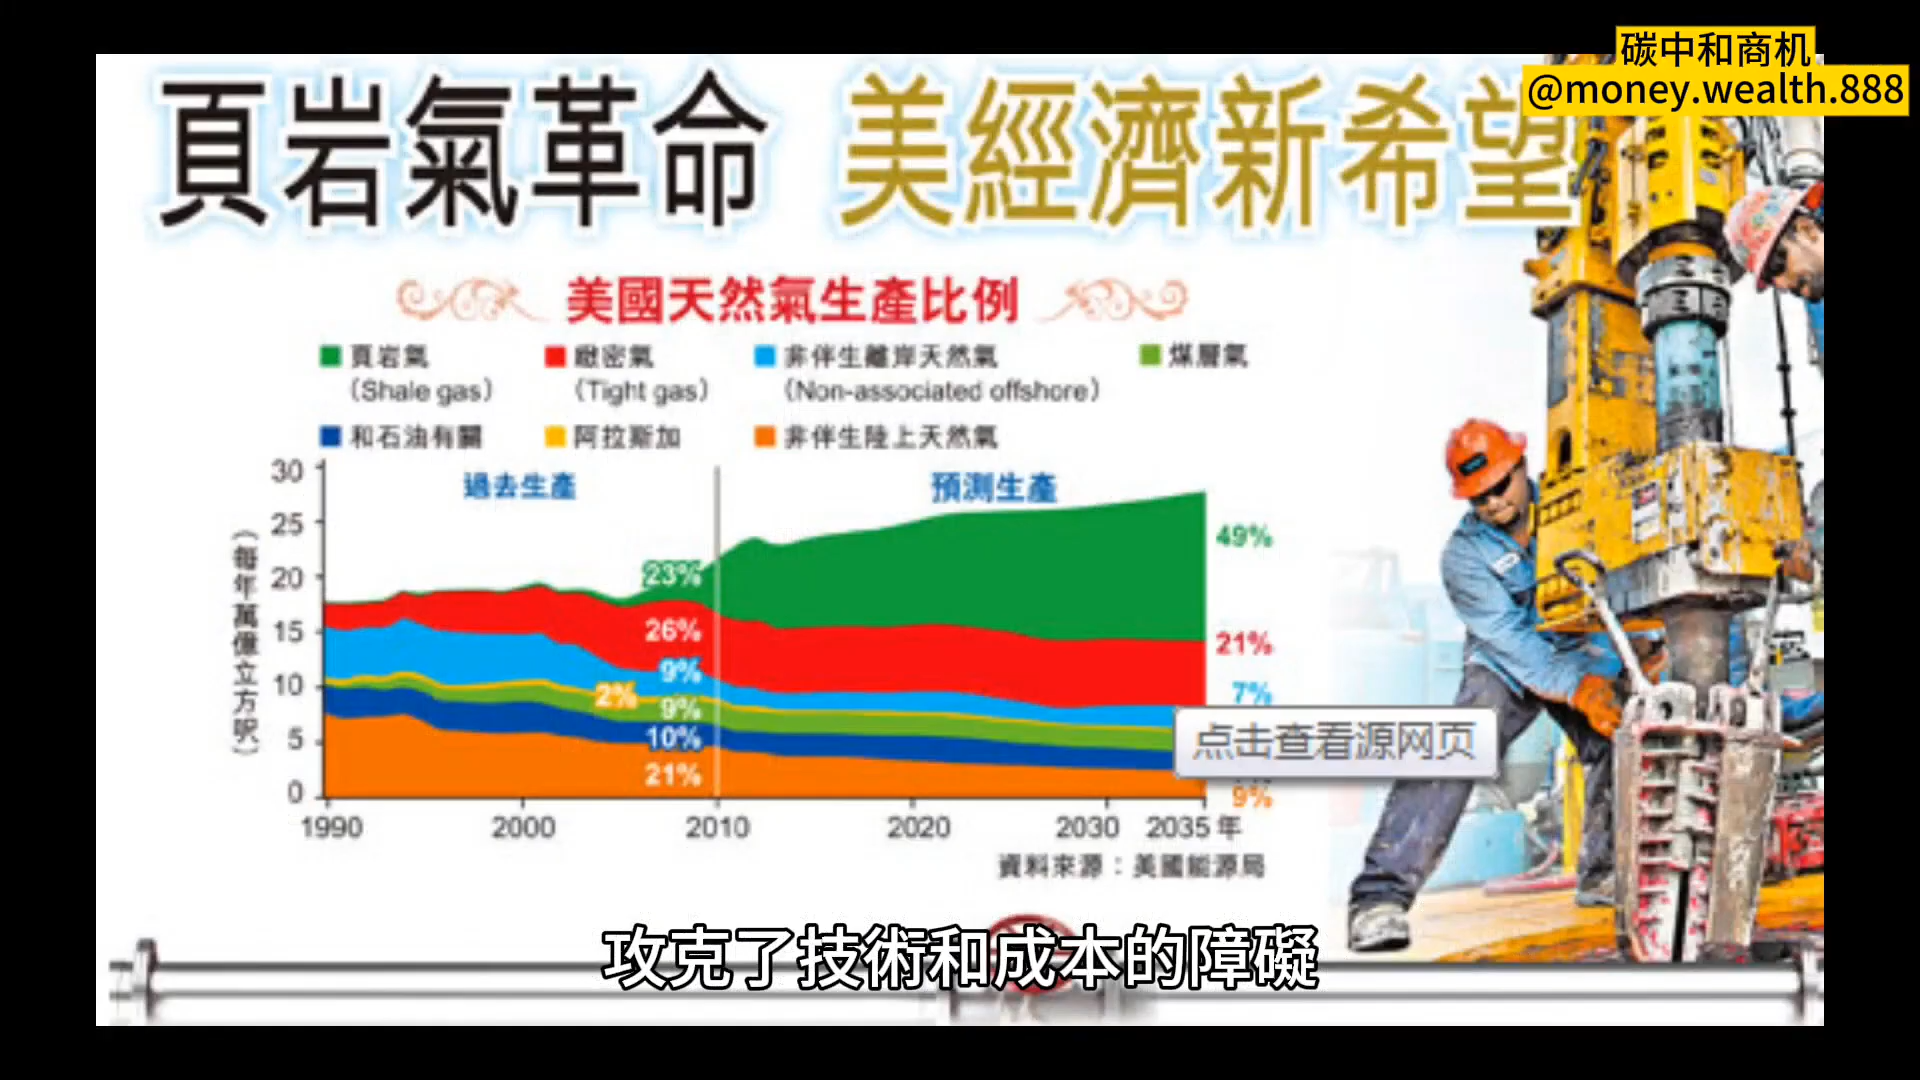 碳中和商机
@money.wealth.888
頁岩氣革命 美經濟新希望
美國天然氣生產比例
頁岩氣
(Shale gas)
緻密氣
(Tight gas)
非伴生離岸天然氣
(Non-associated offshore)
煤層氣
和石油有關
阿拉斯加
非伴生陸上天然氣
過去生產
預測生產
(每年萬億立方呎)
30
25
20
15
10
5
0
23%
26%
9%
2%
9%
10%
21%
49%
21%
7%
9%
点击查看源网页
1990
2000
2010
2020
2030
2035年
資料來源：美國能源局
攻克了技術和成本的障礙